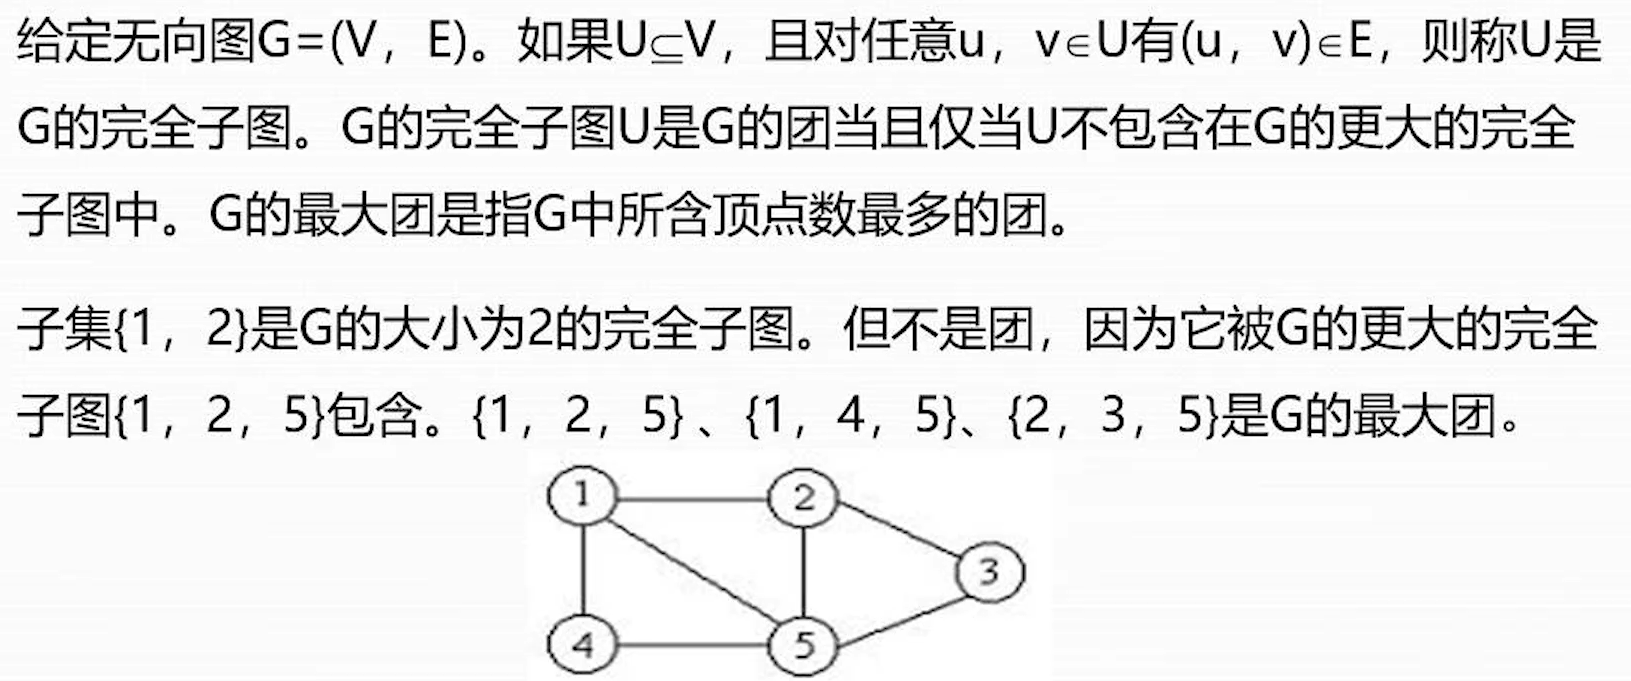 给定无向图G=(V，E)。如果U⊆V，且对任意u，v∈U有(u，v)∈E，则称U是
G的完全子图。G的完全子图U是G的团当且仅当U不包含在G的更大的完全
子图中。G的最大团是指G中所含顶点数最多的团。
子集{1，2}是G的大小为2的完全子图。但不是团，因为它被G的更大的完全
子图{1，2，5}包含。{1，2，5}、{1，4，5}、{2，3，5}是G的最大团。
1
2
3
4
5